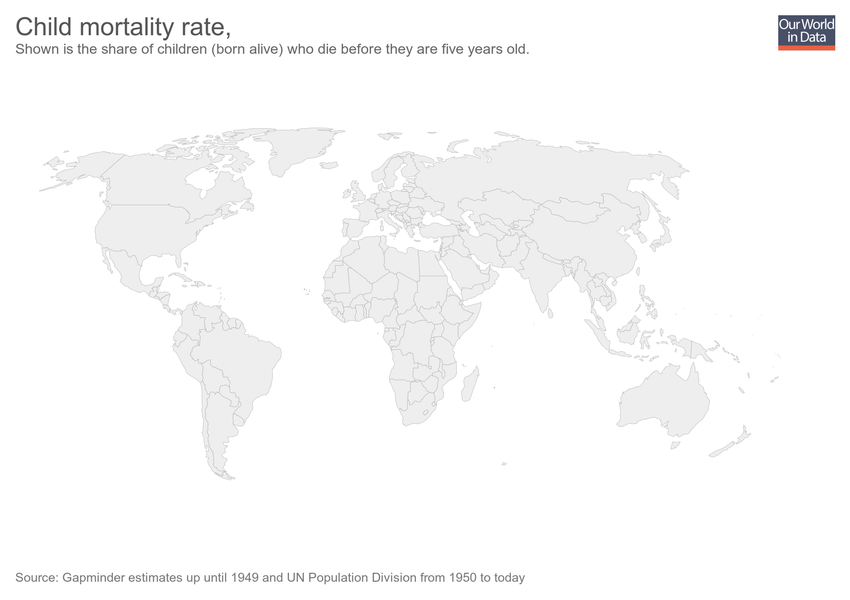 Child mortality rate,
Shown is the share of children (born alive) who die before they are five years old.
Our World
in Data
Source: Gapminder estimates up until 1949 and UN Population Division from 1950 to today